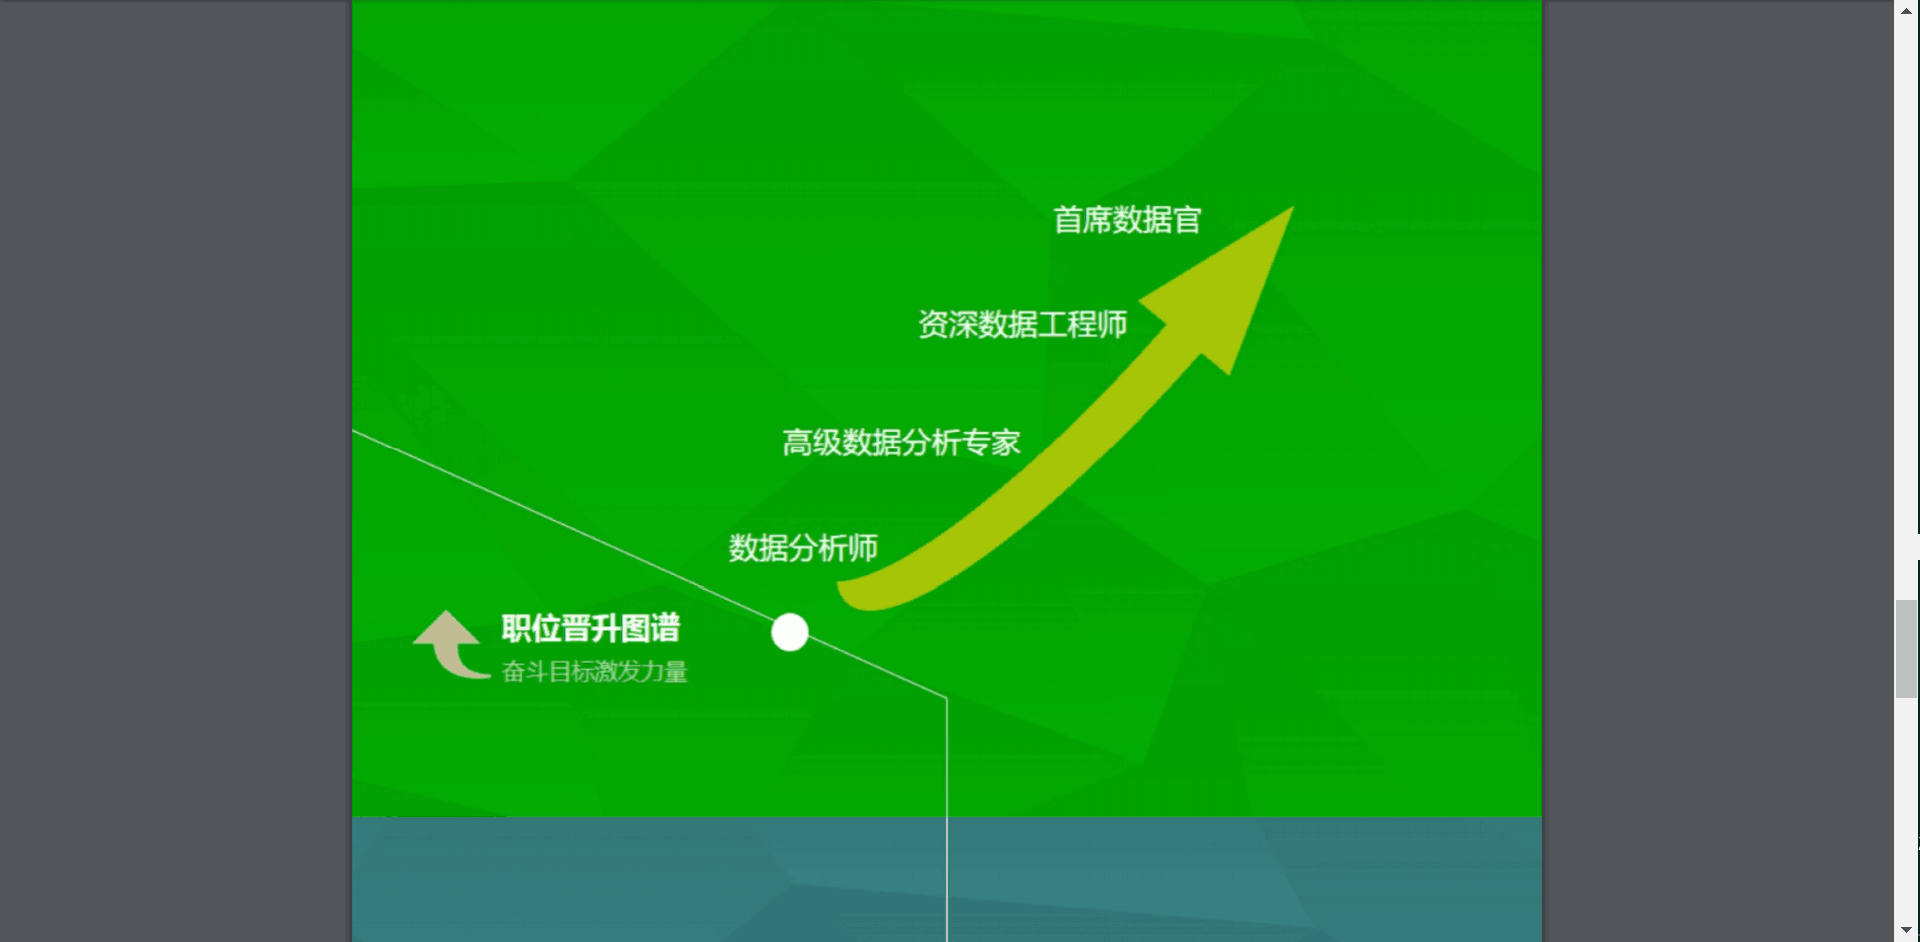 首席数据官
资深数据工程师
高级数据分析专家
数据分析师
职位晋升图谱
奋斗目标激发力量